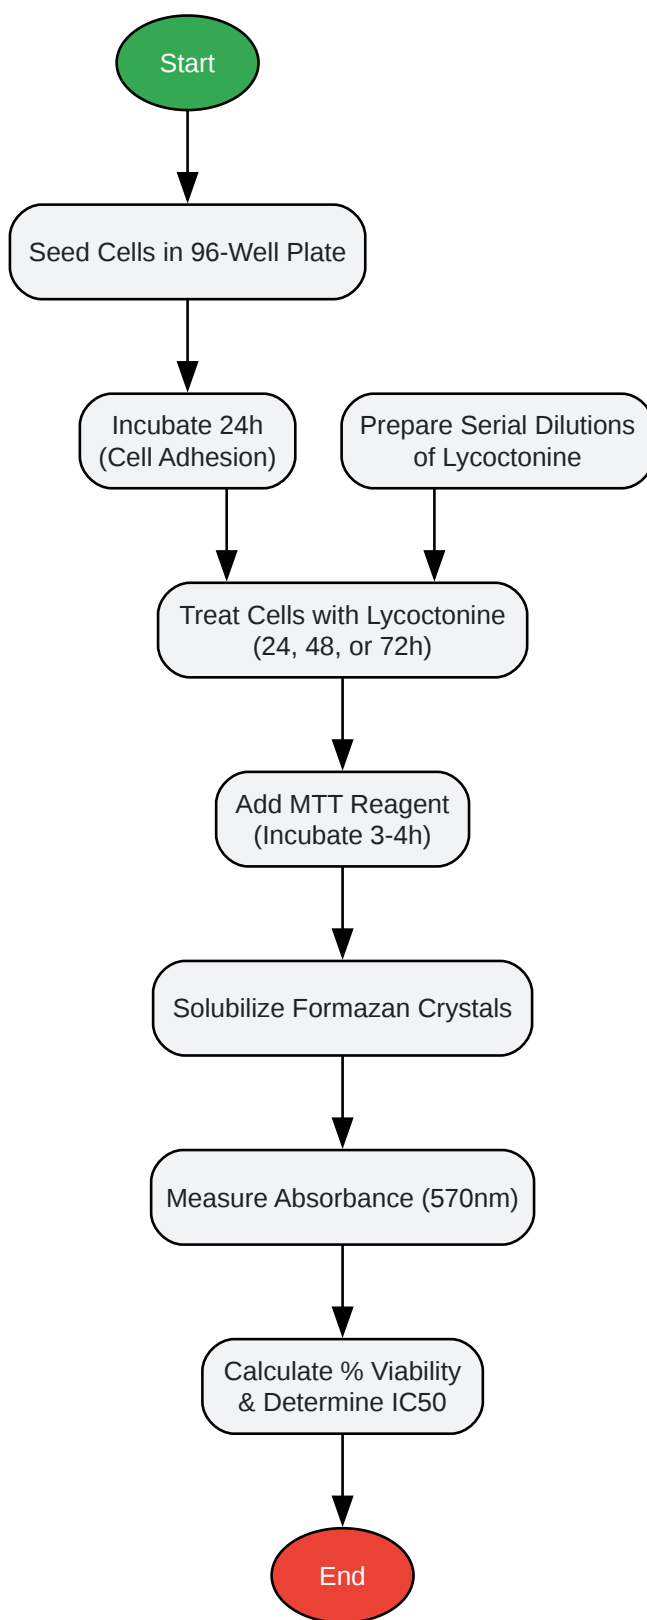 Start
Seed Cells in 96-Well Plate
Incubate 24h
(Cell Adhesion)
Prepare Serial Dilutions
of Lycoctonine
Treat Cells with Lycoctonine
(24, 48, or 72h)
Add MTT Reagent
(Incubate 3-4h)
Solubilize Formazan Crystals
Measure Absorbance (570nm)
Calculate % Viability
& Determine IC50
End